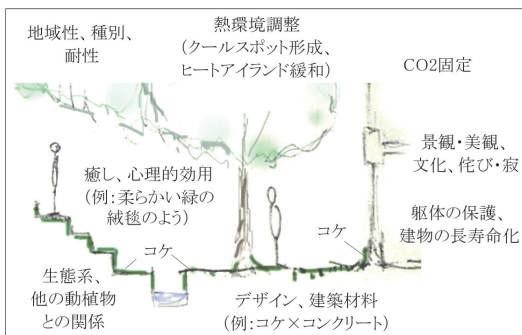 地域性、種別、
耐性
熱環境調整
(クールスポット形成、
ヒートアイランド緩和)
CO2固定
景観・美観、
文化、侘び・寂
癒し、心理的効用
(例:柔らかい緑の
絨毯のよう)
躯体の保護、
建物の長寿命化
コケ
コケ
生態系、
他の動植物
との関係
デザイン、建築材料
(例:コケ×コンクリート)